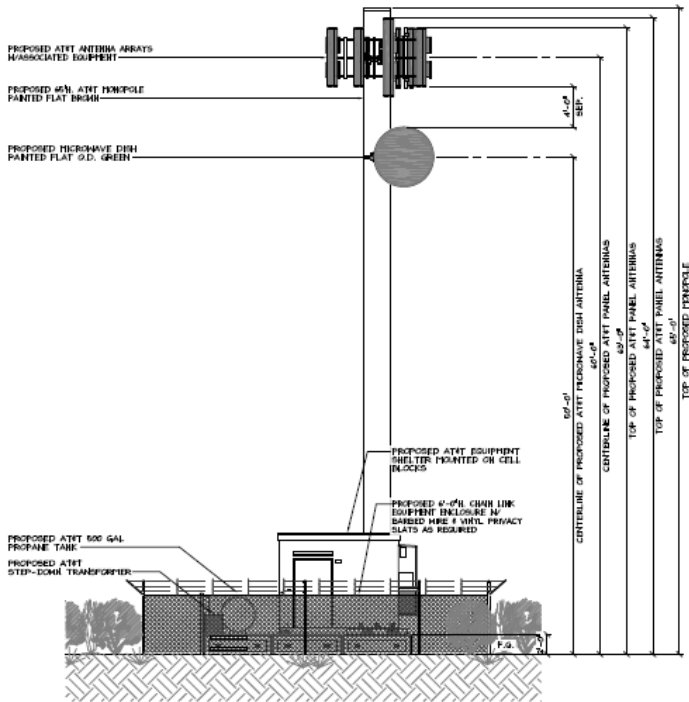 PROPOSED AT&T ANTENNA ARRAYS
W/ASSOCIATED EQUIPMENT
PROPOSED 65'H. AT&T MONOPOLE
PAINTED FLAT BROWN
PROPOSED MICROWAVE DISH
PAINTED FLAT O.D. GREEN
SEP.
CENTERLINE OF PROPOSED AT&T MICROWAVE DISH ANTENNA
CENTERLINE OF PROPOSED AT&T PANEL ANTENNAS
TOP OF PROPOSED AT&T PANEL ANTENNAS
TOP OF PROPOSED AT&T PANEL ANTENNAS
TOP OF PROPOSED MONOPOLE
PROPOSED AT&T EQUIPMENT
SHELTER MOUNTED ON CELL
BLOCKS
PROPOSED 6'-0"H. CHAIN LINK
EQUIPMENT ENCLOSURE W/
BARBED WIRE & VINYL PRIVACY
SLATS AS REQUIRED
PROPOSED AT&T 500 GAL
PROPANE TANK
PROPOSED AT&T
STEP-DOWN TRANSFORMER
F.G.